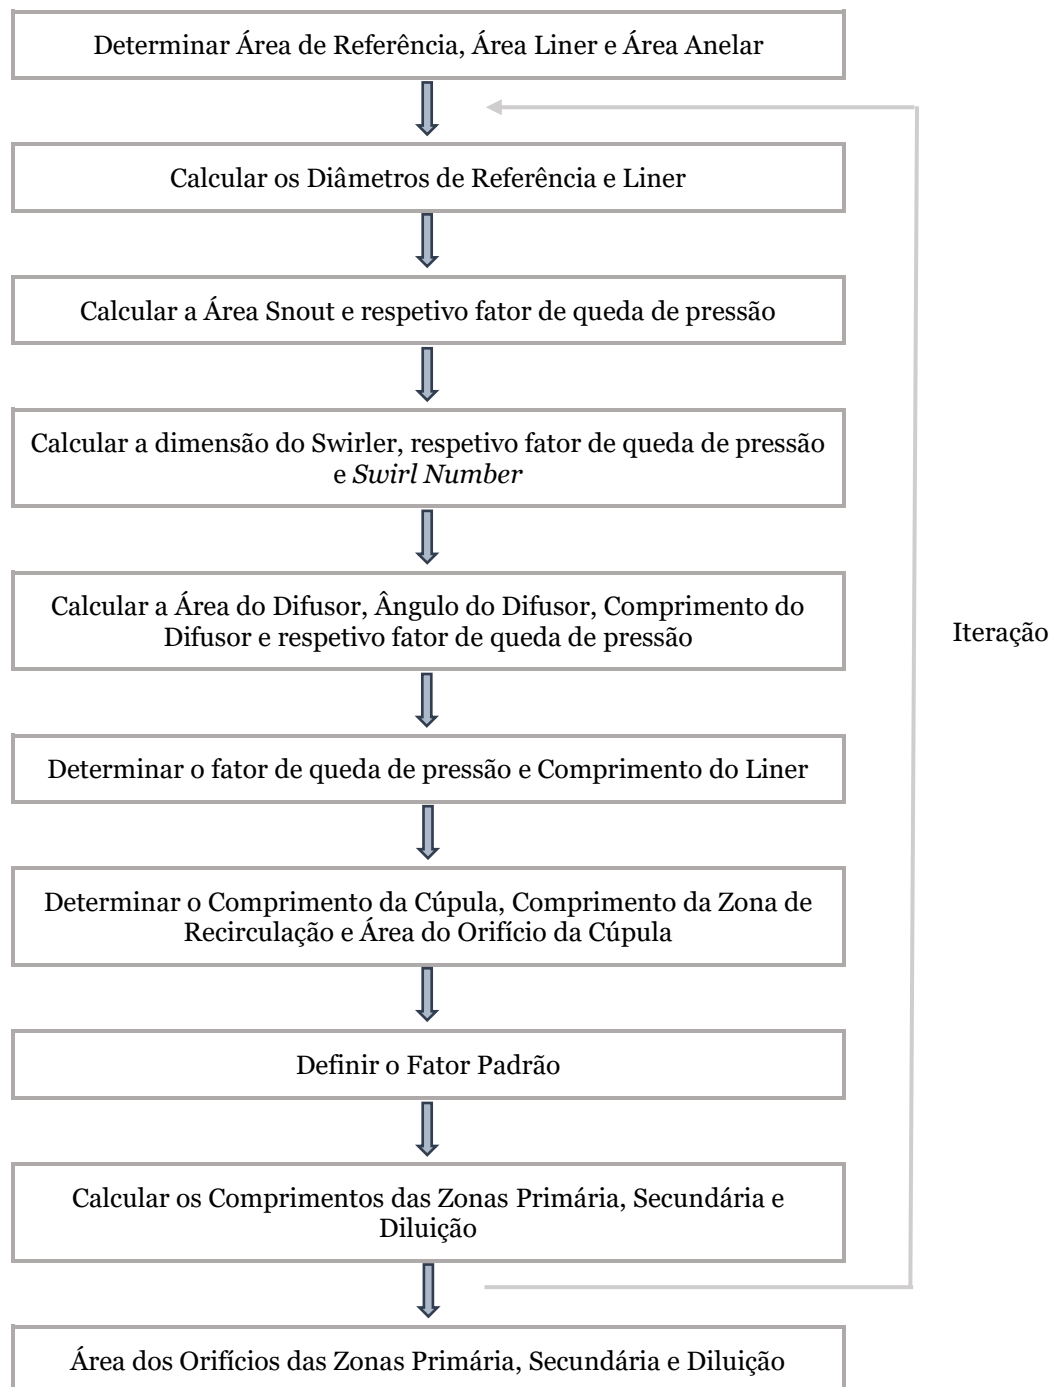 Determinar Área de Referência, Área Liner e Área Anelar
Calcular os Diâmetros de Referência e Liner
Calcular a Área Snout e respetivo fator de queda de pressão
Calcular a dimensão do Swirler, respetivo fator de queda de pressão
e Swirl Number
Calcular a Área do Difusor, Ângulo do Difusor, Comprimento do
Difusor e respetivo fator de queda de pressão
Iteração
Determinar o fator de queda de pressão e Comprimento do Liner
Determinar o Comprimento da Cúpula, Comprimento da Zona de
Recirculação e Área do Orifício da Cúpula
Definir o Fator Padrão
Calcular os Comprimentos das Zonas Primária, Secundária e
Diluição
Área dos Orifícios das Zonas Primária, Secundária e Diluição